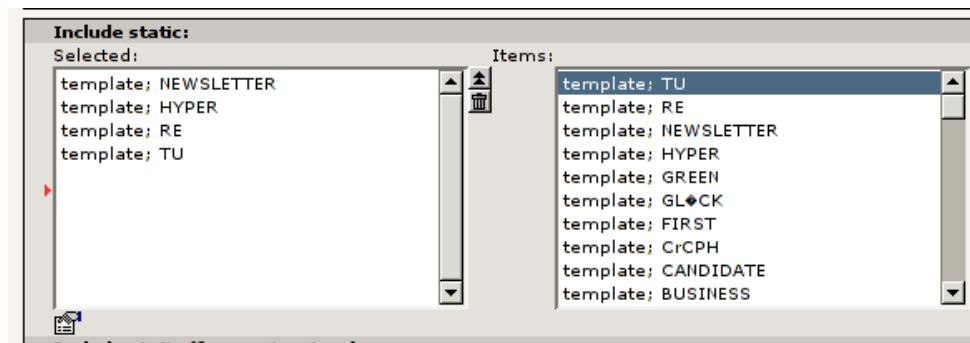 Include static:
Selected:
Items:
template; NEWSLETTER
template; HYPER
template; RE
template; TU
template; TU
template; RE
template; NEWSLETTER
template; HYPER
template; GREEN
template; GL�CK
template; FIRST
template; CrCPH
template; CANDIDATE
template; BUSINESS